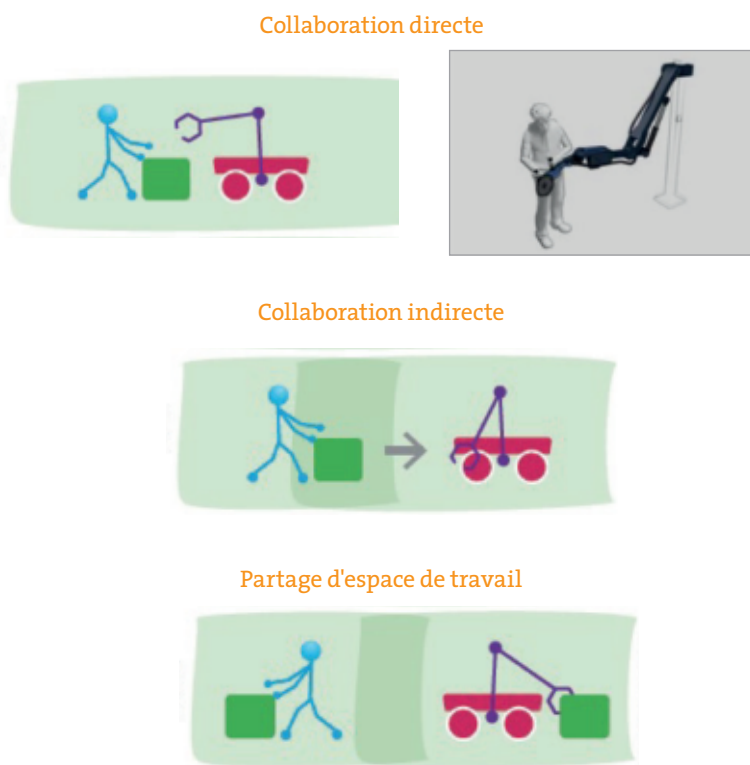 Collaboration directe
Collaboration indirecte
Partage d'espace de travail